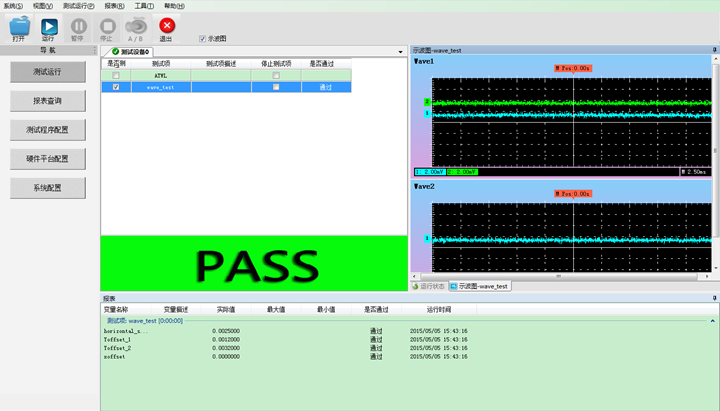 系统(S) 视图(V) 测试运行(P) 报表(R) 工具(T) 帮助(H)
打开 运行 暂停 停止 A / B 退出 示波图
导 航
测试运行
报表查询
测试程序配置
硬件平台配置
系统配置
测试设备0
是否测 测试项 测试项描述 停止测试项 是否通过
wave_test 通过
PASS
示波图-wave_test
Wave1
M Pos:0.00s
2
1
1: 2.00mV 2: 2.00mV M 2.50ms
Wave2
M Pos:0.00s
1
运行状态 示波图-wave_test
报表
变量名称 变量描述 实际值 最大值 最小值 是否通过 运行时间
测试项: wave_test [0:00:00]
horizontal_s... 0.0025000 通过 2015/05/05 15:43:16
Yoffset_1 0.0012000 通过 2015/05/05 15:43:16
Yoffset_2 0.0032000 通过 2015/05/05 15:43:16
xoffset 0.0000000 通过 2015/05/05 15:43:16